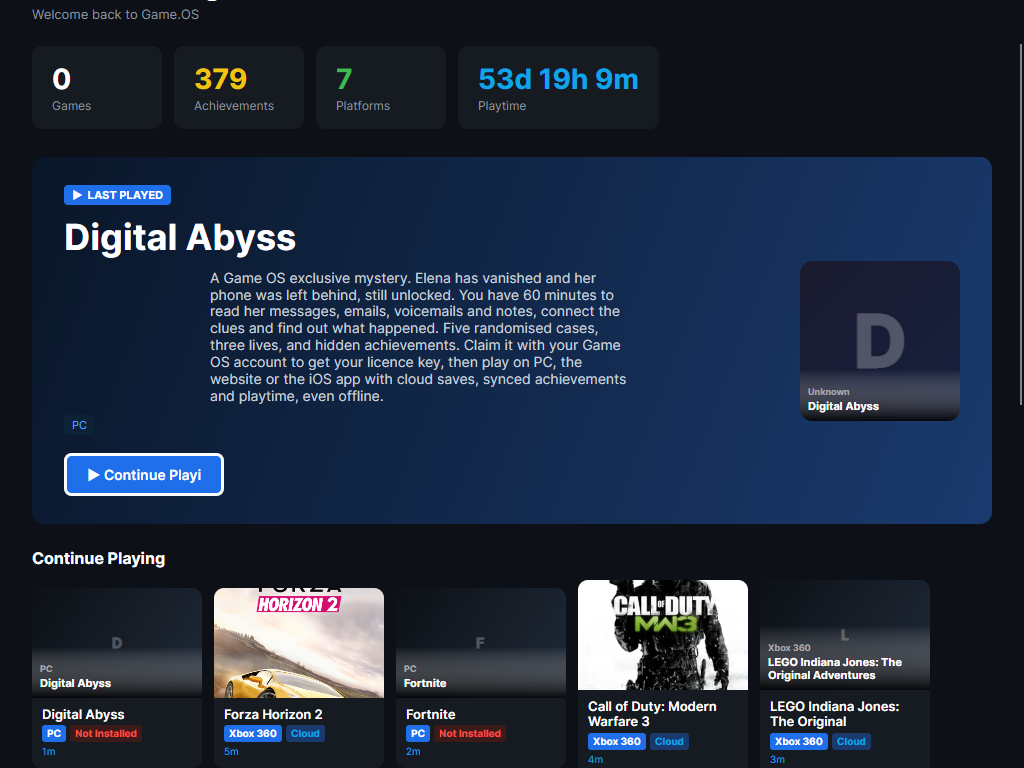 Welcome back to Game.OS
0
Games
379
Achievements
7
Platforms
53d 19h 9m
Playtime
▶ LAST PLAYED
Digital Abyss
A Game OS exclusive mystery. Elena has vanished and her
phone was left behind, still unlocked. You have 60 minutes to
read her messages, emails, voicemails and notes, connect the
clues and find out what happened. Five randomised cases,
three lives, and hidden achievements. Claim it with your Game
OS account to get your licence key, then play on PC, the
website or the iOS app with cloud saves, synced achievements
and playtime, even offline.
D
Unknown
Digital Abyss
PC
▶ Continue Playi
Continue Playing
D
PC
Digital Abyss
Digital Abyss
PC Not Installed
1m
FORZA
HORIZON 2
Forza Horizon 2
Xbox 360 Cloud
5m
F
PC
Fortnite
Fortnite
PC Not Installed
2m
CALL OF DUTY
MW3
Call of Duty: Modern
Warfare 3
Xbox 360 Cloud
4m
L
Xbox 360
LEGO Indiana Jones: The
Original Adventures
LEGO Indiana Jones:
The Original
Xbox 360 Cloud
3m